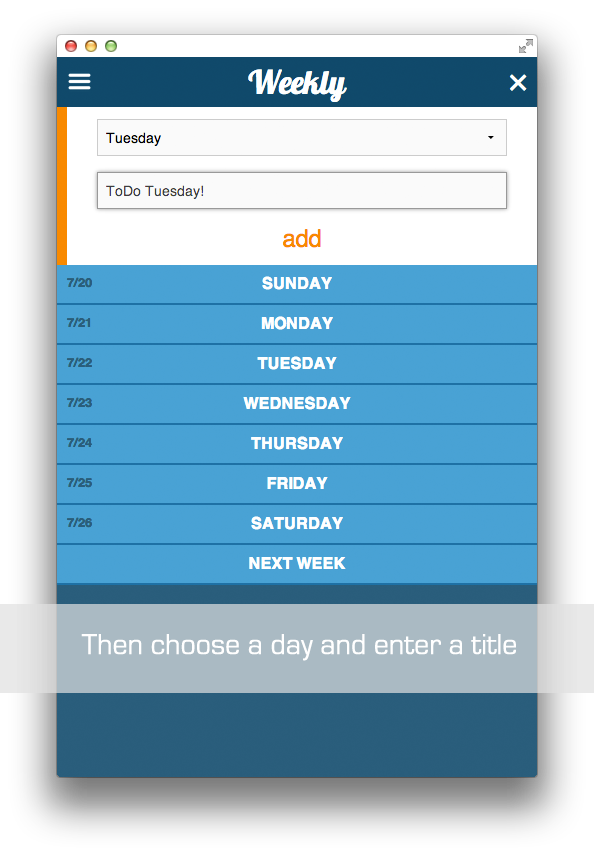 Weekly
Tuesday
ToDo Tuesday!
add
7/20 SUNDAY
7/21 MONDAY
7/22 TUESDAY
7/23 WEDNESDAY
7/24 THURSDAY
7/25 FRIDAY
7/26 SATURDAY
NEXT WEEK
Then choose a day and enter a title